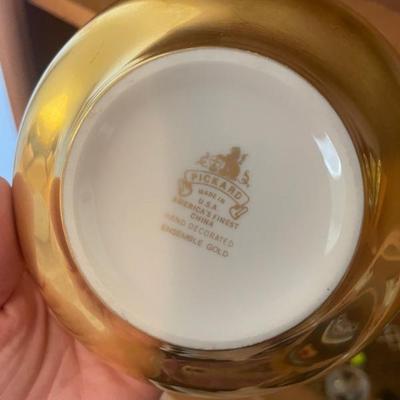 PICKARD
MADE IN
U.S.A.
AMERICA'S FINEST
CHINA
HAND DECORATED
ENSEMBLE GOLD